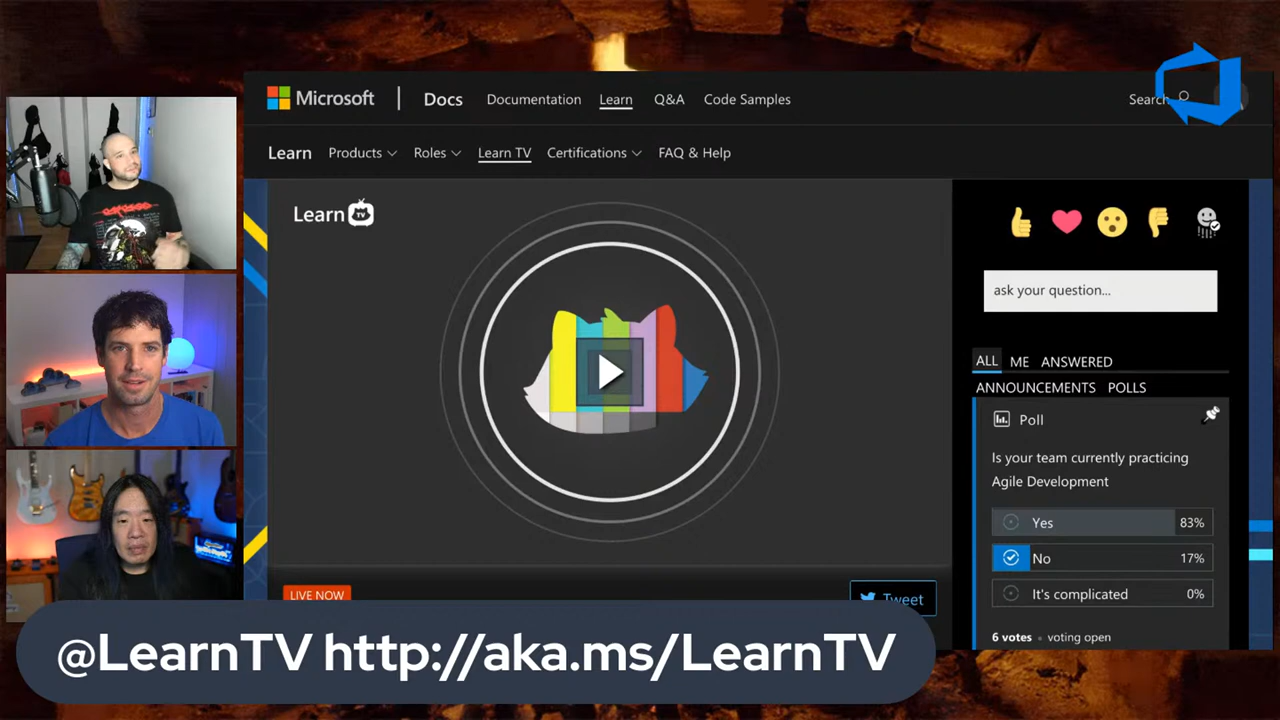 Microsoft | Docs Documentation Learn Q&A Code Samples Search
Learn Products Roles Learn TV Certifications FAQ & Help
Learn TV
ask your question...
ALL ME ANSWERED
ANNOUNCEMENTS POLLS
Poll
Is your team currently practicing
Agile Development
Yes 83%
No 17%
It's complicated 0%
6 votes • voting open
LIVE NOW
Tweet
@LearnTV http://aka.ms/LearnTV